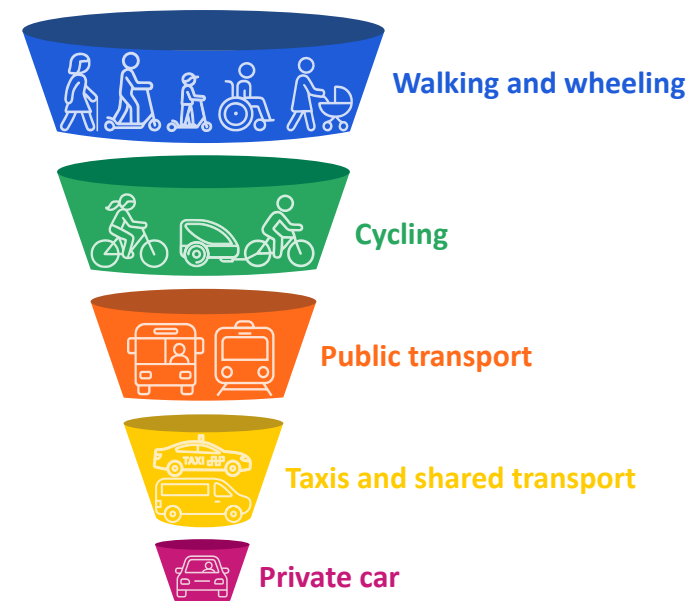 Walking and wheeling
Cycling
Public transport
TAXI
Taxis and shared transport
Private car